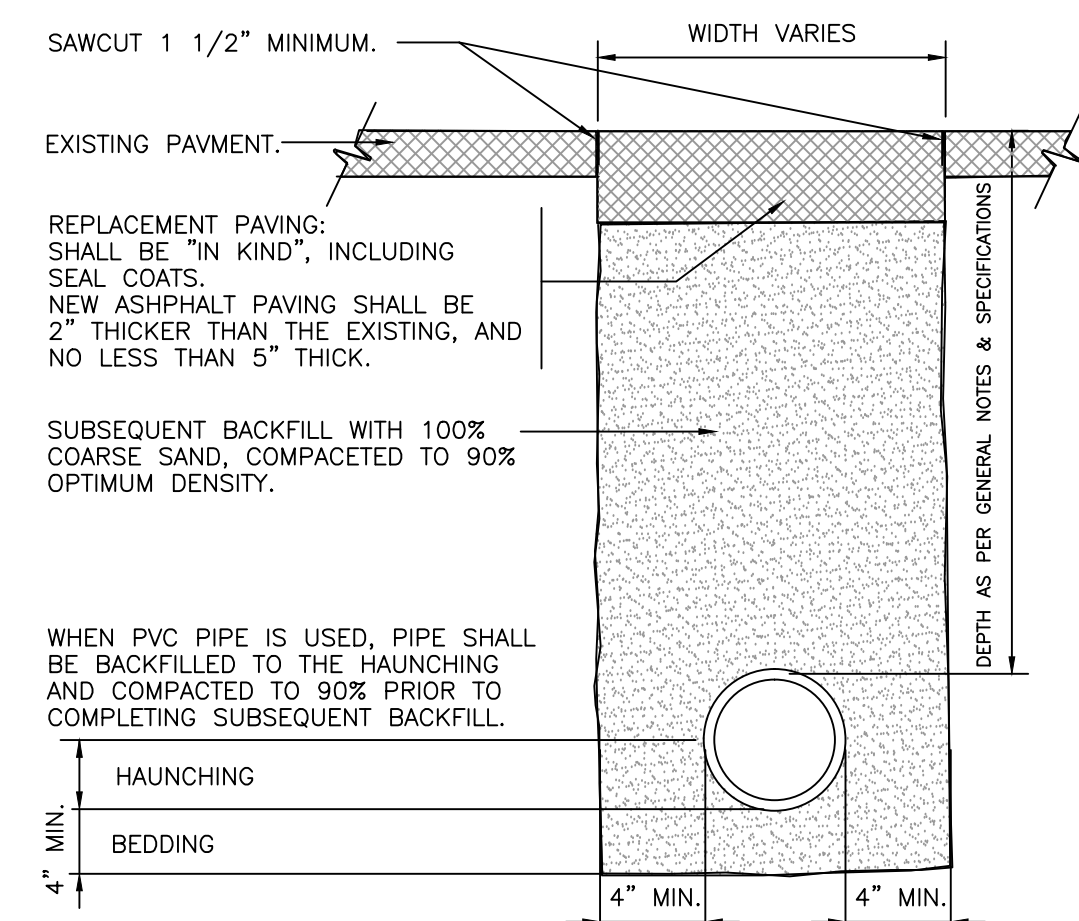 SAWCUT 1 1/2" MINIMUM.
WIDTH VARIES
EXISTING PAVMENT.
REPLACEMENT PAVING:
SHALL BE "IN KIND", INCLUDING
SEAL COATS.
NEW ASHPHALT PAVING SHALL BE
2" THICKER THAN THE EXISTING, AND
NO LESS THAN 5" THICK.
DEPTH AS PER GENERAL NOTES & SPECIFICATIONS
SUBSEQUENT BACKFILL WITH 100%
COARSE SAND, COMPACETED TO 90%
OPTIMUM DENSITY.
WHEN PVC PIPE IS USED, PIPE SHALL
BE BACKFILLED TO THE HAUNCHING
AND COMPACTED TO 90% PRIOR TO
COMPLETING SUBSEQUENT BACKFILL.
HAUNCHING
BEDDING
4" MIN.
4" MIN.
4" MIN.